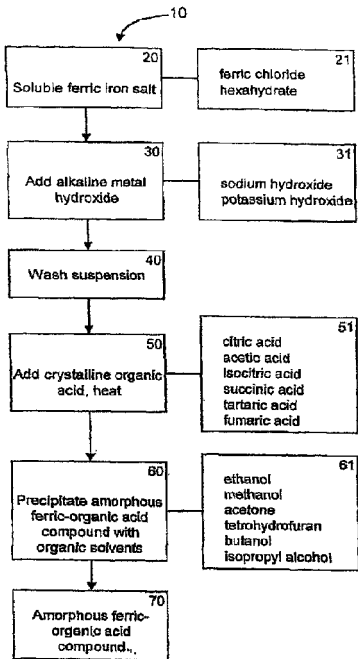 10
20
Soluble ferric iron salt
21
ferric chloride
hexahydrate
30
Add alkaline metal
hydroxide
31
sodium hydroxide
potassium hydroxide
40
Wash suspension
50
Add crystalline organic
acid, heat
51
citric acid
acetic acid
isocitric acid
succinic acid
tartaric acid
fumaric acid
60
Precipitate amorphous
ferric-organic acid
compound with
organic solvents
61
ethanol
methanol
acetone
tetrohydrofuran
butanol
isopropyl alcohol
70
Amorphous ferric-
organic acid
compound..